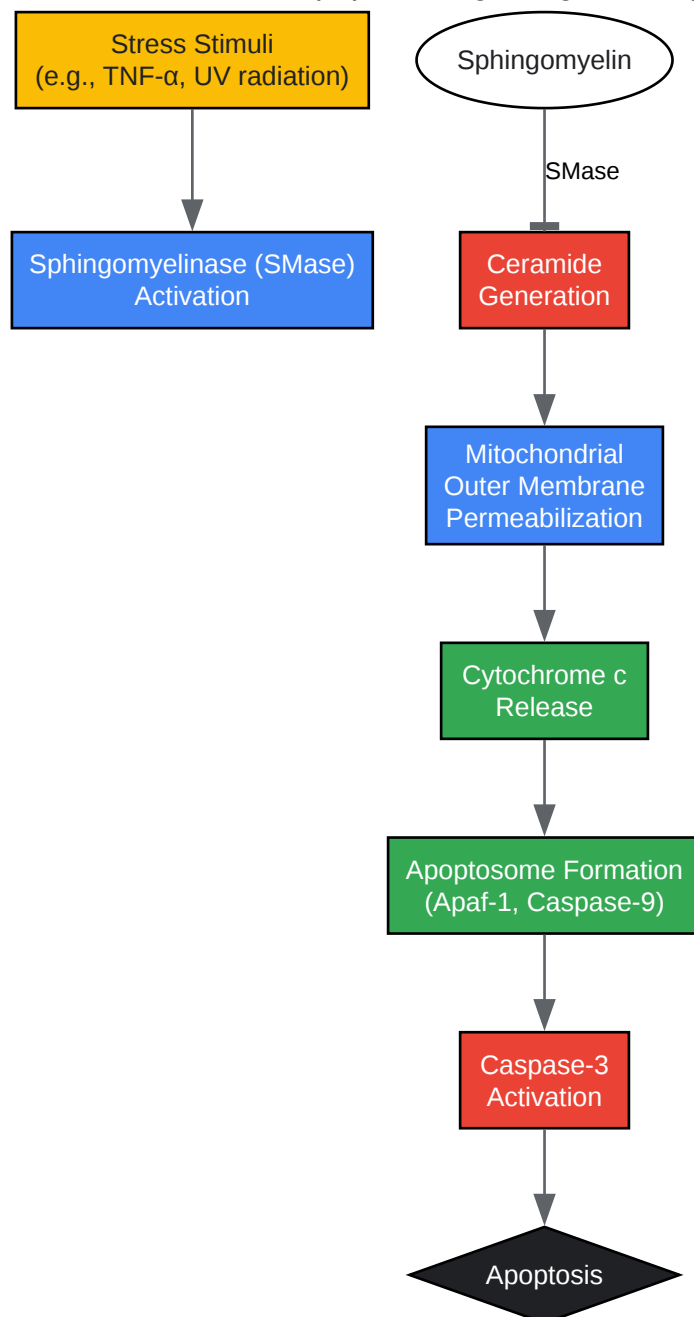 Stress Stimuli
(e.g., TNF-α, UV radiation)
Sphingomyelin
SMase
Sphingomyelinase (SMase)
Activation
Ceramide
Generation
Mitochondrial
Outer Membrane
Permeabilization
Cytochrome c
Release
Apoptosome Formation
(Apaf-1, Caspase-9)
Caspase-3
Activation
Apoptosis